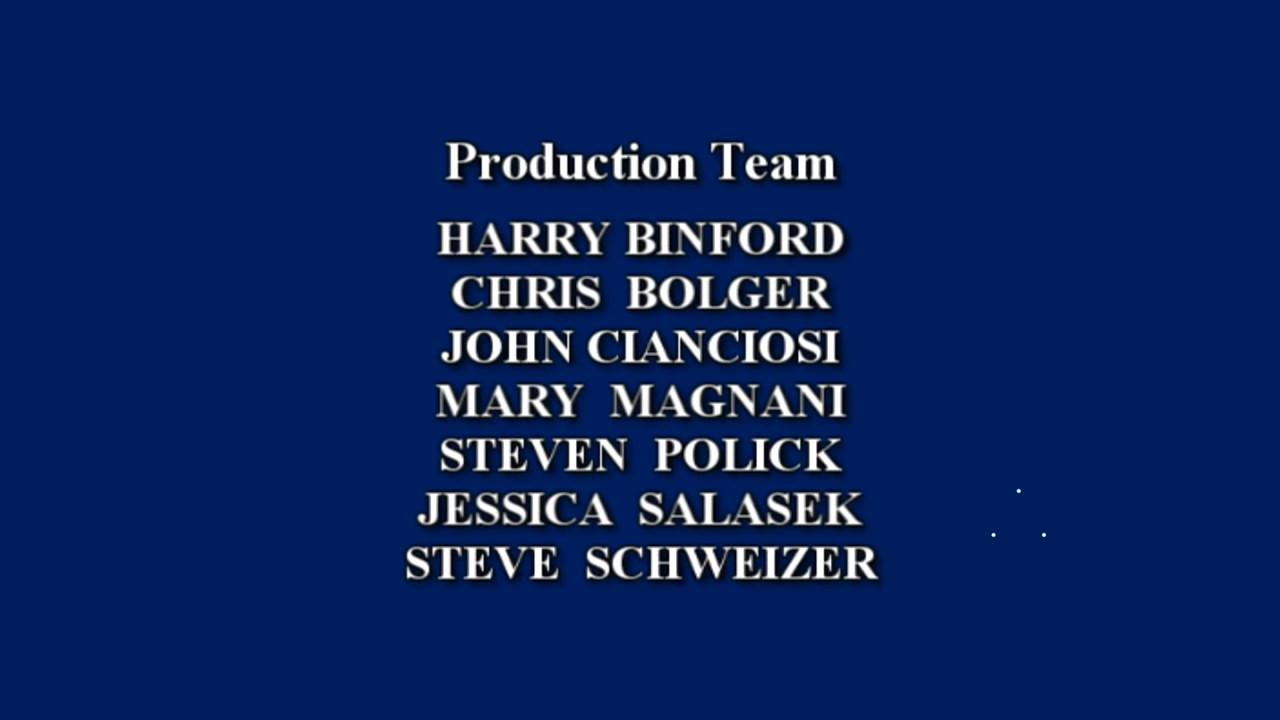 Production Team
HARRY BINFORD
CHRIS BOLGER
JOHN CIANCIOSI
MARY MAGNANI
STEVEN POLICK
JESSICA SALASEK
STEVE SCHWEIZER